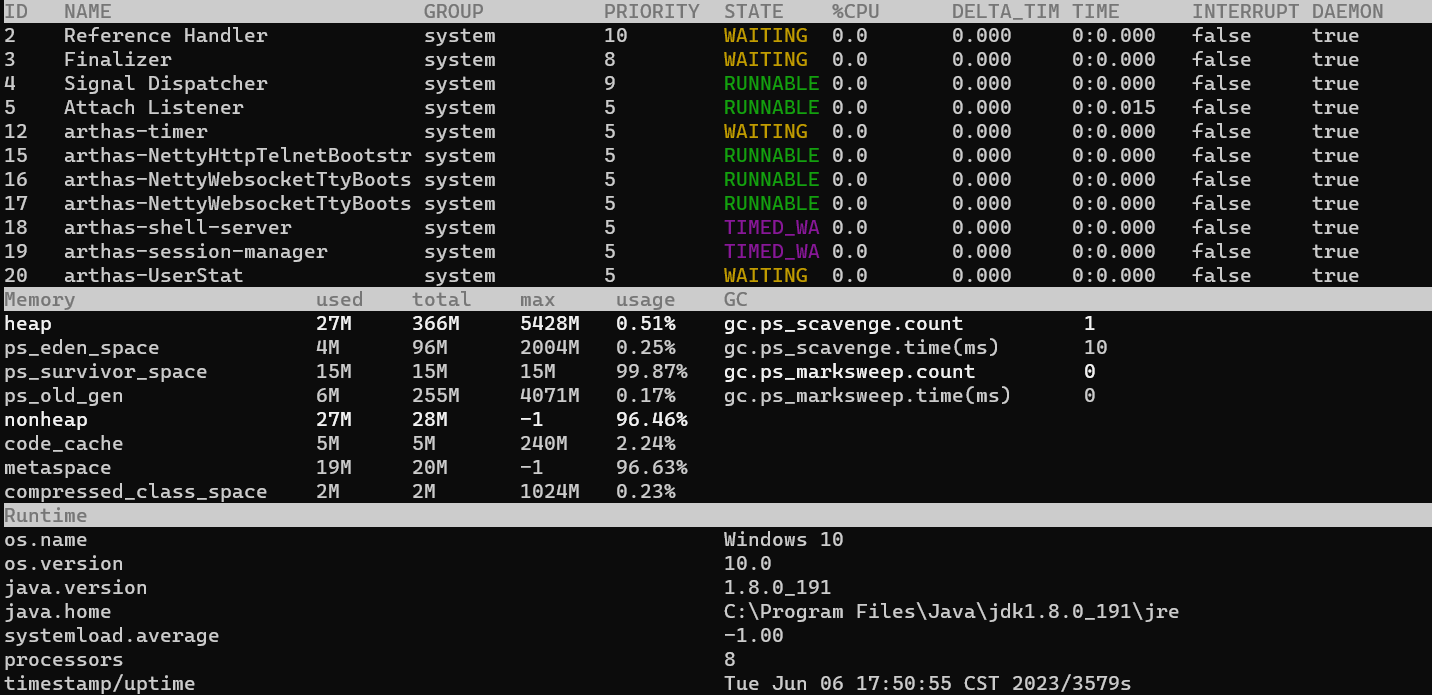 ID NAME GROUP PRIORITY STATE %CPU DELTA_TIM TIME INTERRUPT DAEMON
2 Reference Handler system 10 WAITING 0.0 0.000 0:0.000 false true
3 Finalizer system 8 WAITING 0.0 0.000 0:0.000 false true
4 Signal Dispatcher system 9 RUNNABLE 0.0 0.000 0:0.000 false true
5 Attach Listener system 5 RUNNABLE 0.0 0.000 0:0.015 false true
12 arthas-timer system 5 WAITING 0.0 0.000 0:0.000 false true
15 arthas-NettyHttpTelnetBootstr system 5 RUNNABLE 0.0 0.000 0:0.000 false true
16 arthas-NettyWebsocketTtyBoots system 5 RUNNABLE 0.0 0.000 0:0.000 false true
17 arthas-NettyWebsocketTtyBoots system 5 RUNNABLE 0.0 0.000 0:0.000 false true
18 arthas-shell-server system 5 TIMED_WA 0.0 0.000 0:0.000 false true
19 arthas-session-manager system 5 TIMED_WA 0.0 0.000 0:0.000 false true
20 arthas-UserStat system 5 WAITING 0.0 0.000 0:0.000 false true
Memory used total max usage GC
heap 27M 366M 5428M 0.51% gc.ps_scavenge.count 1
ps_eden_space 4M 96M 2004M 0.25% gc.ps_scavenge.time(ms) 10
ps_survivor_space 15M 15M 15M 99.87% gc.ps_marksweep.count 0
ps_old_gen 6M 255M 4071M 0.17% gc.ps_marksweep.time(ms) 0
nonheap 27M 28M -1 96.46%
code_cache 5M 5M 240M 2.24%
metaspace 19M 20M -1 96.63%
compressed_class_space 2M 2M 1024M 0.23%
Runtime
os.name Windows 10
os.version 10.0
java.version 1.8.0_191
java.home C:\Program Files\Java\jdk1.8.0_191\jre
systemload.average -1.00
processors 8
timestamp/uptime Tue Jun 06 17:50:55 CST 2023/3579s